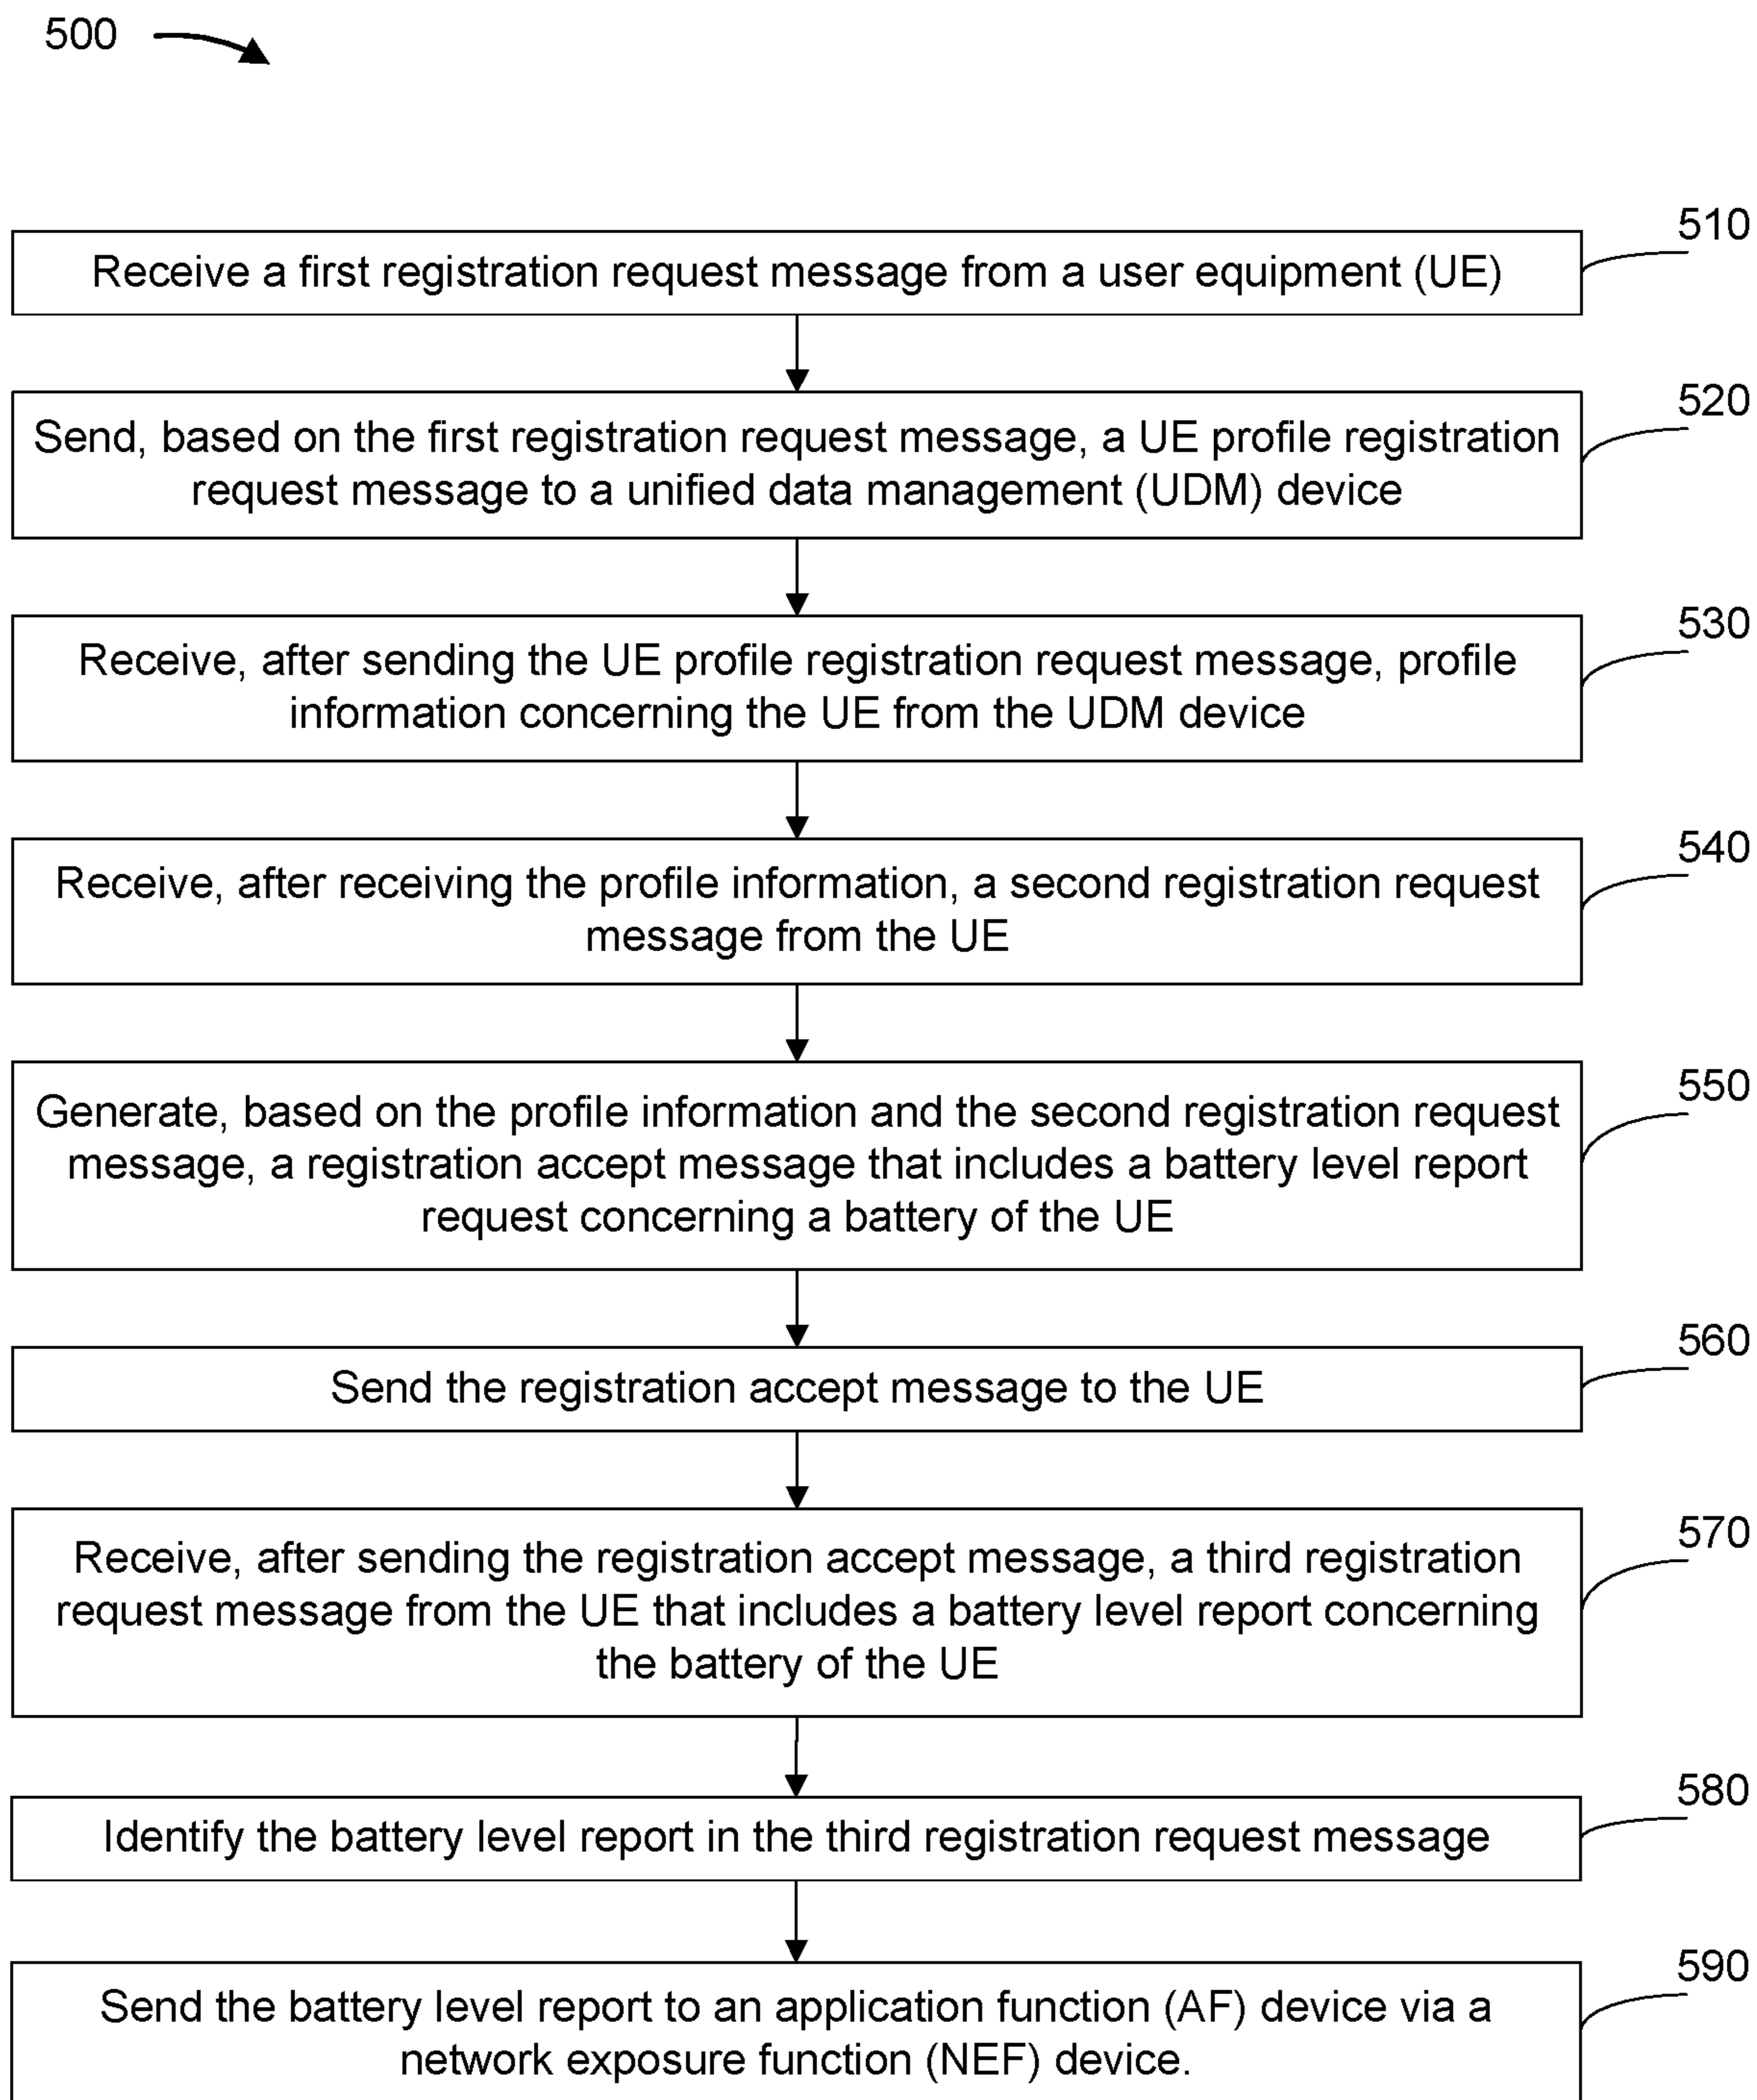 500
510
Receive a first registration request message from a user equipment (UE)
520
Send, based on the first registration request message, a UE profile registration
request message to a unified data management (UDM) device
530
Receive, after sending the UE profile registration request message, profile
information concerning the UE from the UDM device
540
Receive, after receiving the profile information, a second registration request
message from the UE
550
Generate, based on the profile information and the second registration request
message, a registration accept message that includes a battery level report
request concerning a battery of the UE
560
Send the registration accept message to the UE
570
Receive, after sending the registration accept message, a third registration
request message from the UE that includes a battery level report concerning
the battery of the UE
580
Identify the battery level report in the third registration request message
590
Send the battery level report to an application function (AF) device via a
network exposure function (NEF) device.